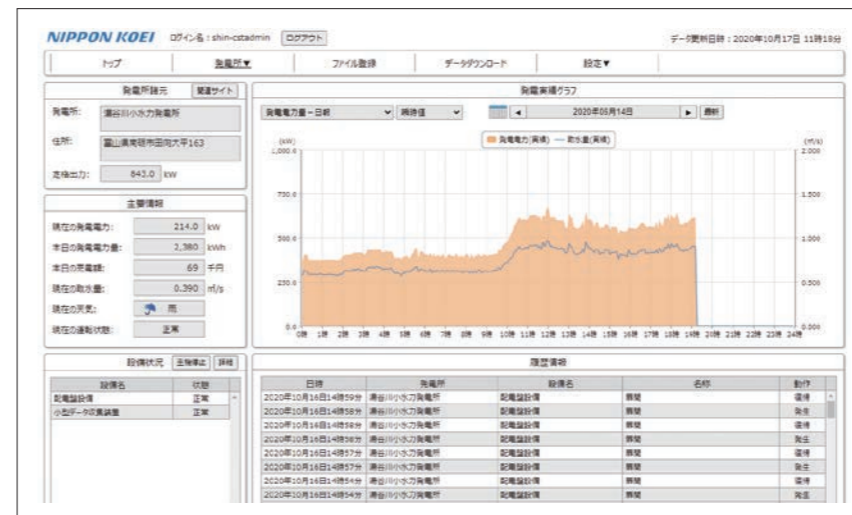 NIPPON KOEI ログイン名 : shin-cstadmin ログアウト データ更新日時 : 2020年10月17日 11時18分
トップ 発電所▼ ファイル登録 データダウンロード 設定▼
発電所諸元 関連サイト
発電所: 湯谷川小水力発電所
住所: 富山県南砺市田向大平163
定格出力: 843.0 kW
主要情報
現在の発電電力: 214.0 kW
本日の発電電力量: 2,380 kWh
本日の売電額: 69 千円
現在の取水量: 0.390 ㎥/s
現在の天気: 雨
現在の運転状態: 正常
発電実績グラフ
発電電力量-日報 瞬時値 ◀ 2020年05月14日 ▶ 最新
発電電力(実績) 取水量(実績)
(kW) (㎥/s)
1,000.0 2.000
750.0 1.500
500.0 1.000
250.0 0.500
0.0 0.000
0時 1時 2時 3時 4時 5時 6時 7時 8時 9時 10時 11時 12時 13時 14時 15時 16時 17時 18時 19時 20時 21時 22時 23時 24時
設備状況 詳細
設備名 状態
配電盤設備 正常
小型データ収集装置 正常
履歴情報
日時 発電所 設備名 名称 動作
2020年10月16日14時59分 湯谷川小水力発電所 配電盤設備 扉開 復帰
2020年10月16日14時58分 湯谷川小水力発電所 配電盤設備 扉開 発生
2020年10月16日14時58分 湯谷川小水力発電所 配電盤設備 扉開 復帰
2020年10月16日14時58分 湯谷川小水力発電所 配電盤設備 扉開 発生
2020年10月16日14時57分 湯谷川小水力発電所 配電盤設備 扉開 復帰
2020年10月16日14時57分 湯谷川小水力発電所 配電盤設備 扉開 発生
2020年10月16日14時54分 湯谷川小水力発電所 配電盤設備 扉開 復帰
2020年10月16日14時54分 湯谷川小水力発電所 配電盤設備 扉開 発生